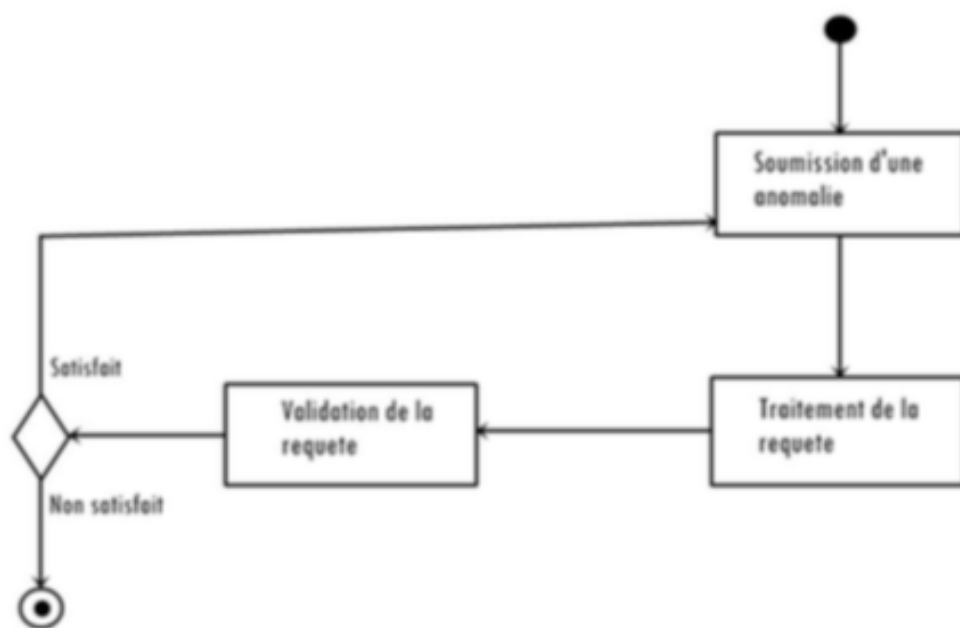 Soumission d'une
anomalie
Satisfait
Validation de la
requete
Traitement de la
requete
Non satisfait